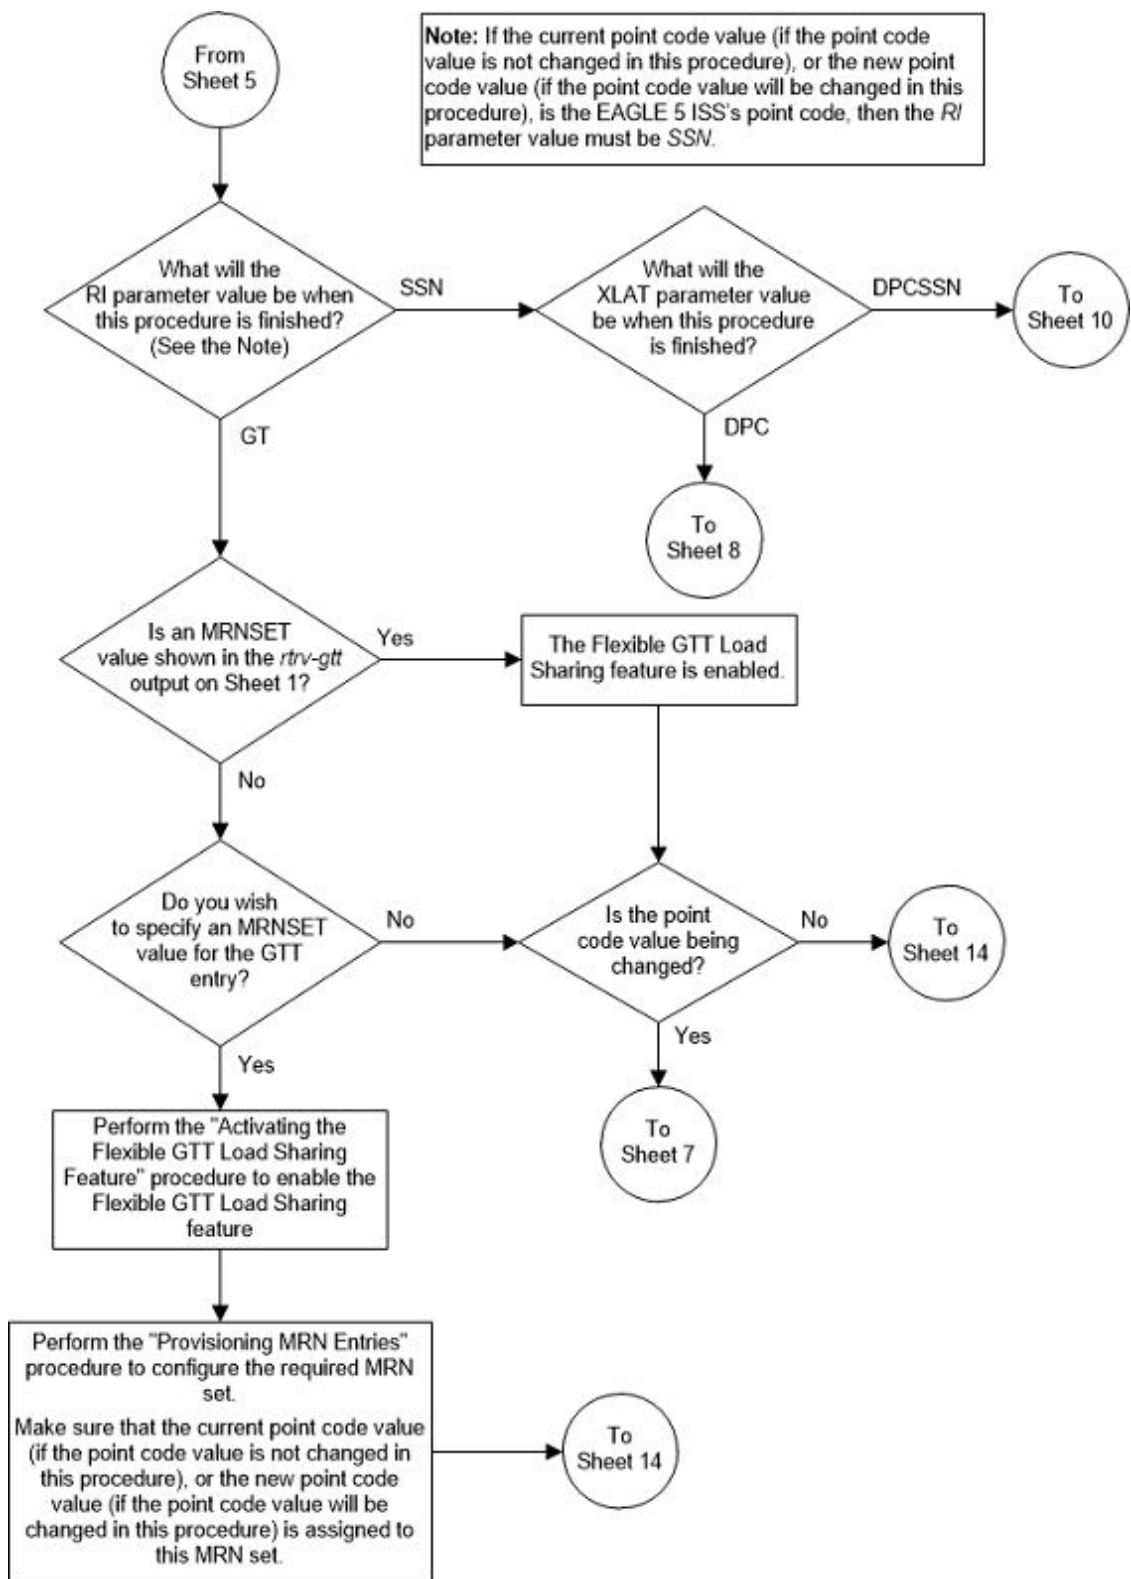 From
Sheet 5
Note: If the current point code value (if the point code
value is not changed in this procedure), or the new point
code value (if the point code value will be changed in this
procedure), is the EAGLE 5 ISS's point code, then the RI
parameter value must be SSN.
What will the
RI parameter value be when
this procedure is finished?
(See the Note)
SSN
What will the
XLAT parameter value
be when this procedure
is finished?
DPCSSN
To
Sheet 10
GT
DPC
To
Sheet 8
Is an MRNSET
value shown in the rtrv-gtt
output on Sheet 1?
Yes
The Flexible GTT Load
Sharing feature is enabled.
No
Do you wish
to specify an MRNSET
value for the GTT
entry?
No
Is the point
code value being
changed?
No
To
Sheet 14
Yes
Yes
To
Sheet 7
Perform the "Activating the
Flexible GTT Load Sharing
Feature" procedure to enable the
Flexible GTT Load Sharing
feature
Perform the "Provisioning MRN Entries"
procedure to configure the required MRN
set.
Make sure that the current point code value
(if the point code value is not changed in
this procedure), or the new point code
value (if the point code value will be
changed in this procedure) is assigned to
this MRN set.
To
Sheet 14